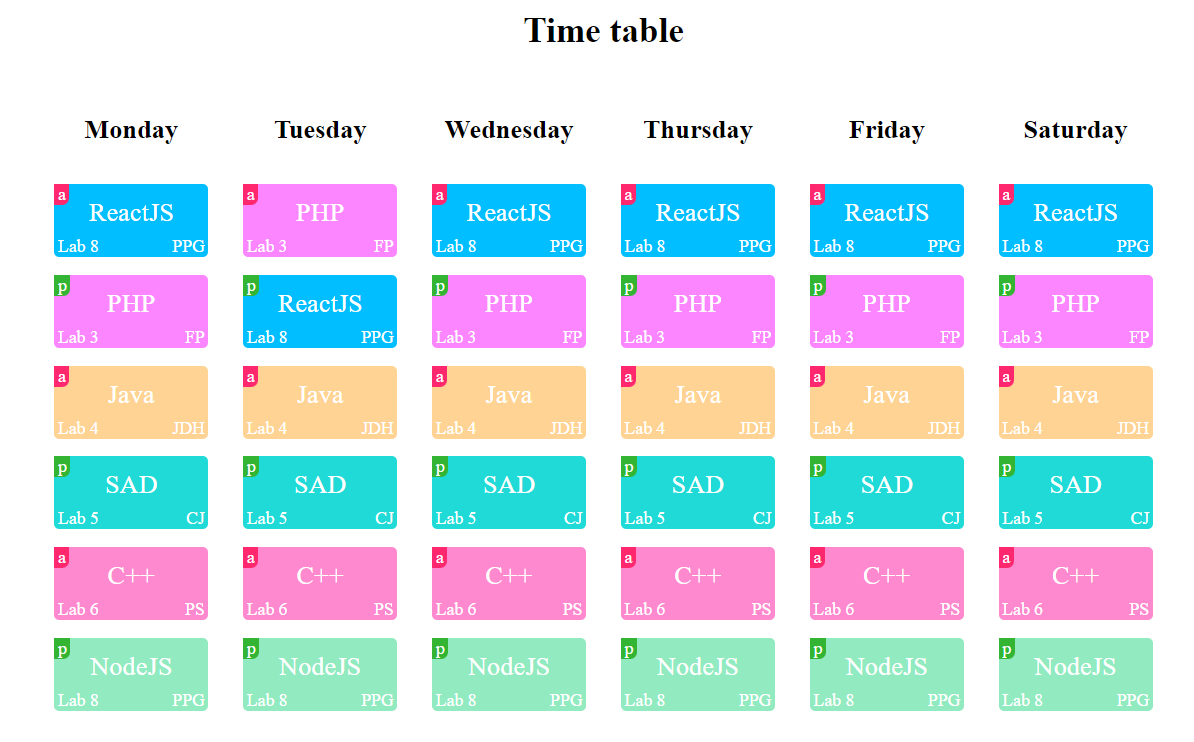 Time table
Monday Tuesday Wednesday Thursday Friday Saturday
a a a a a a
ReactJS PHP ReactJS ReactJS ReactJS ReactJS
Lab 8 PPG Lab 3 FP Lab 8 PPG Lab 8 PPG Lab 8 PPG Lab 8 PPG
p p p p p p
PHP ReactJS PHP PHP PHP PHP
Lab 3 FP Lab 8 PPG Lab 3 FP Lab 3 FP Lab 3 FP Lab 3 FP
a a a a a a
Java Java Java Java Java Java
Lab 4 JDH Lab 4 JDH Lab 4 JDH Lab 4 JDH Lab 4 JDH Lab 4 JDH
p p p p p p
SAD SAD SAD SAD SAD SAD
Lab 5 CJ Lab 5 CJ Lab 5 CJ Lab 5 CJ Lab 5 CJ Lab 5 CJ
a a a a a a
C++ C++ C++ C++ C++ C++
Lab 6 PS Lab 6 PS Lab 6 PS Lab 6 PS Lab 6 PS Lab 6 PS
p p p p p p
NodeJS NodeJS NodeJS NodeJS NodeJS NodeJS
Lab 8 PPG Lab 8 PPG Lab 8 PPG Lab 8 PPG Lab 8 PPG Lab 8 PPG